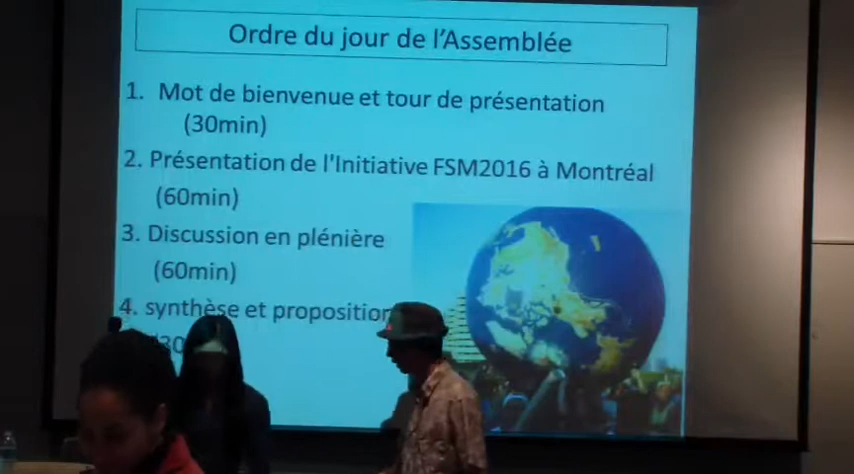 Ordre du jour de l'Assemblée
1. Mot de bienvenue et tour de présentation
(30min)
2. Présentation de l'Initiative FSM2016 à Montréal
(60min)
3. Discussion en plénière
(60min)
4. synthèse et proposition